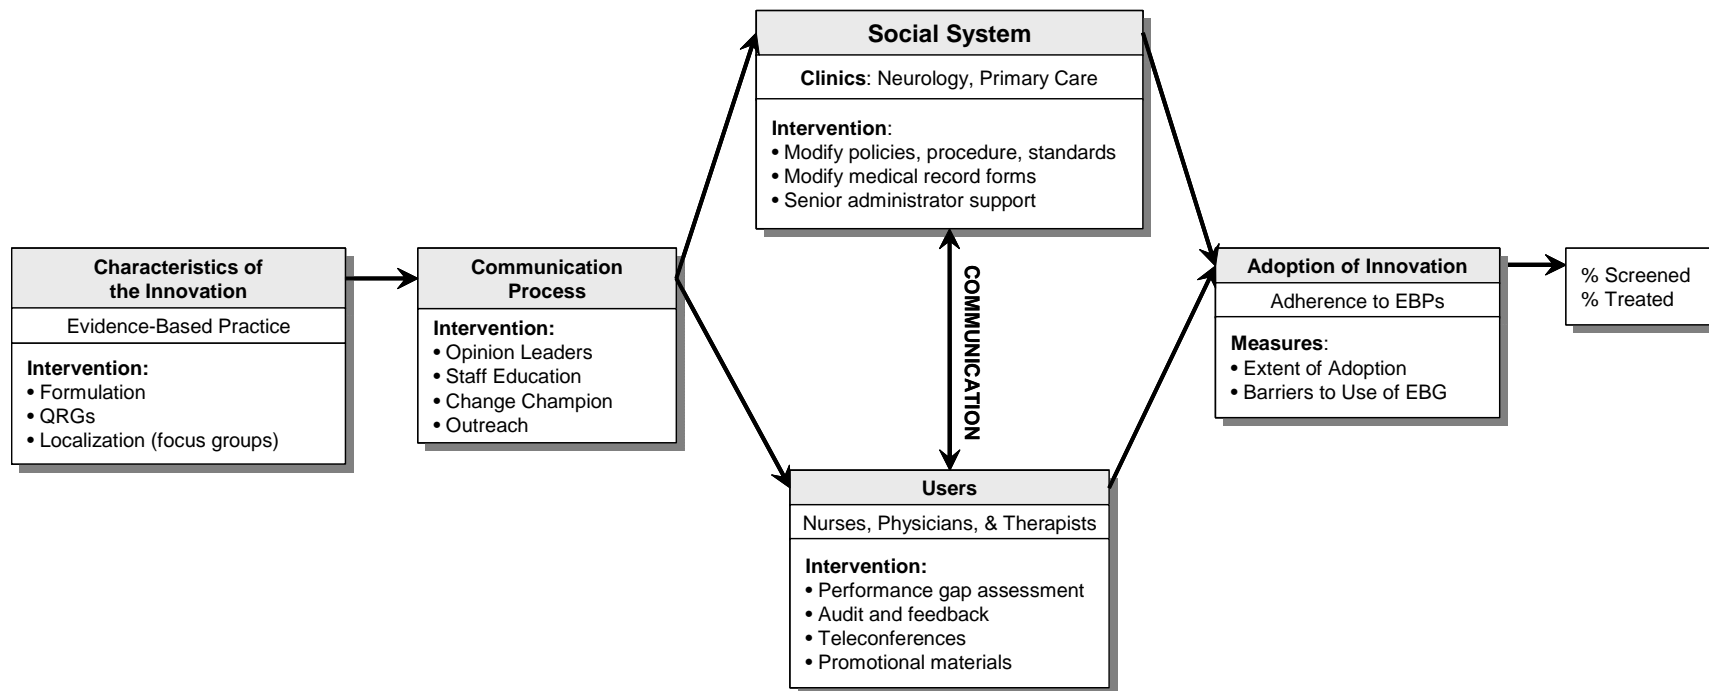 Social System
Clinics: Neurology, Primary Care
Intervention:
• Modify policies, procedure, standards
• Modify medical record forms
• Senior administrator support
Characteristics of
the Innovation
Evidence-Based Practice
Intervention:
• Formulation
• QRGs
• Localization (focus groups)
Communication
Process
Intervention:
• Opinion Leaders
• Staff Education
• Change Champion
• Outreach
COMMUNICATION
Users
Nurses, Physicians, & Therapists
Intervention:
• Performance gap assessment
• Audit and feedback
• Teleconferences
• Promotional materials
Adoption of Innovation
Adherence to EBPs
Measures:
• Extent of Adoption
• Barriers to Use of EBG
% Screened
% Treated